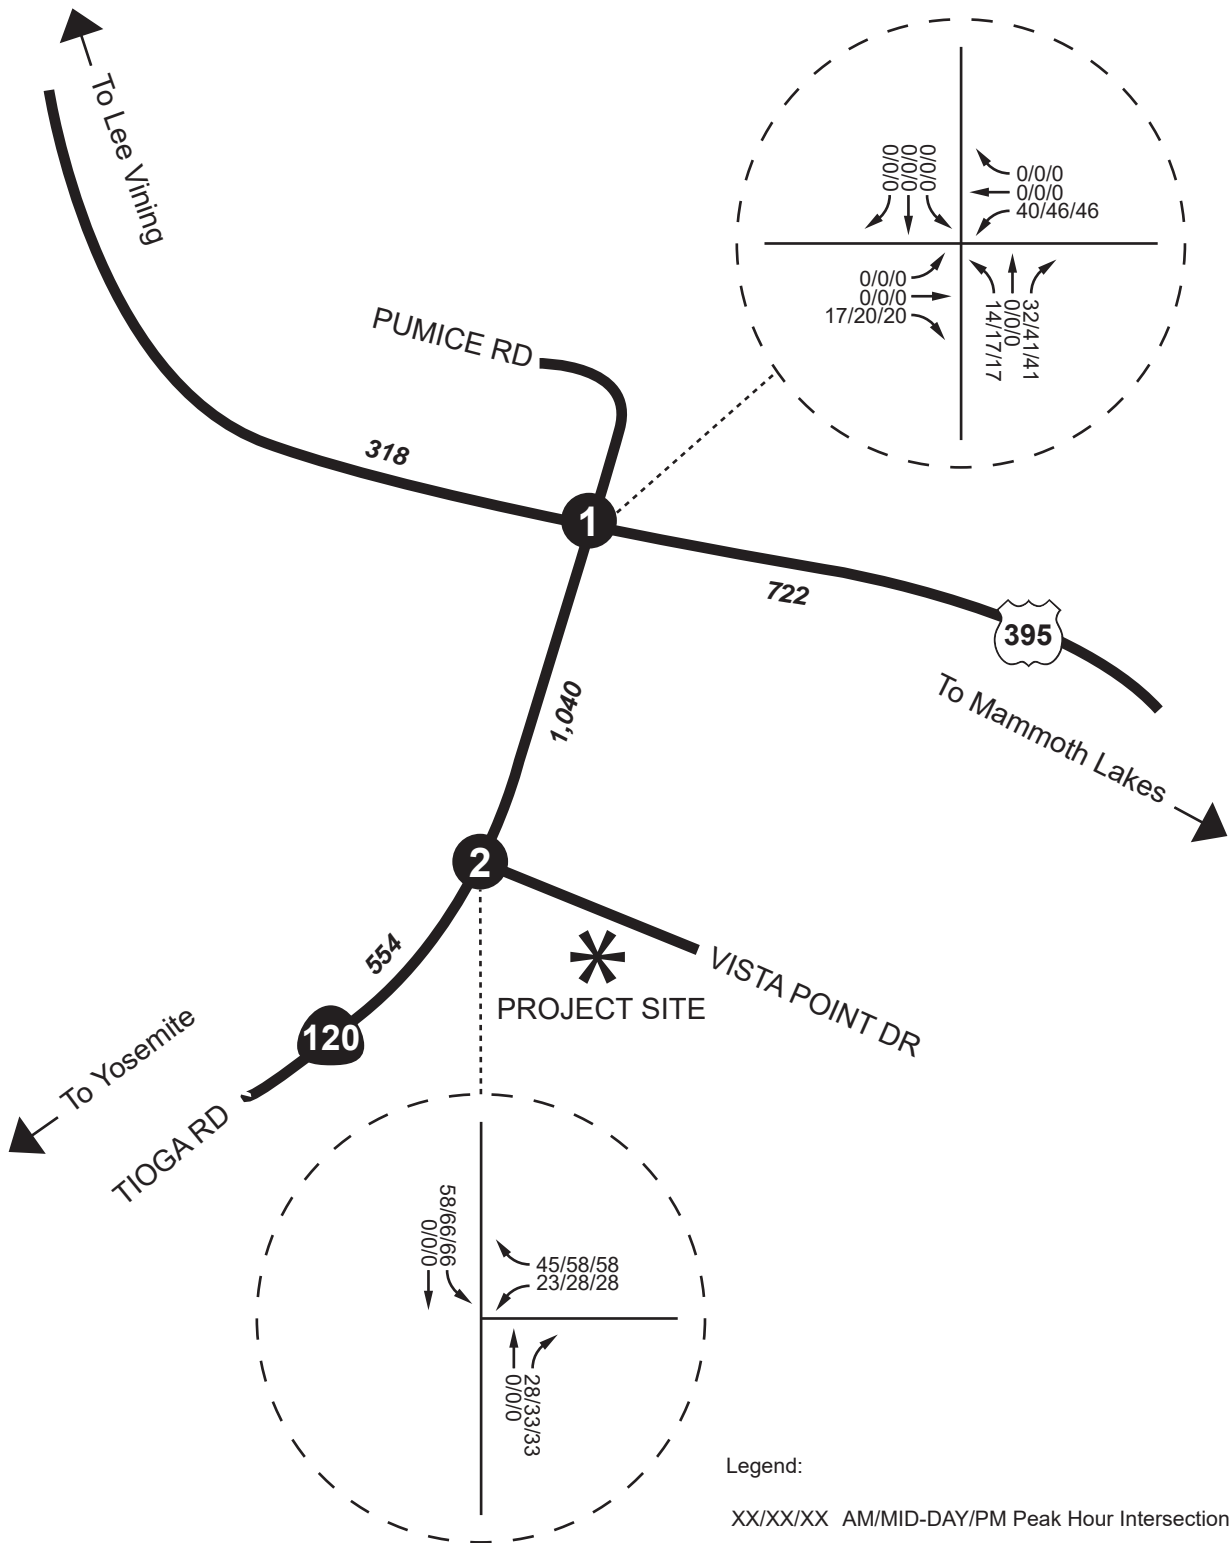 To Lee Vining
0/0/0
0/0/0
0/0/0
0/0/0
0/0/0
40/46/46
0/0/0
0/0/0
17/20/20
32/41/41
0/0/0
14/17/17
PUMICE RD
318
1
722
395
To Mammoth Lakes
1,040
2
554
VISTA POINT DR
PROJECT SITE
120
To Yosemite
TIOGA RD
58/66/66
0/0/0
45/58/58
23/28/28
28/33/33
0/0/0
Legend:
XX/XX/XX AM/MID-DAY/PM Peak Hour Intersection